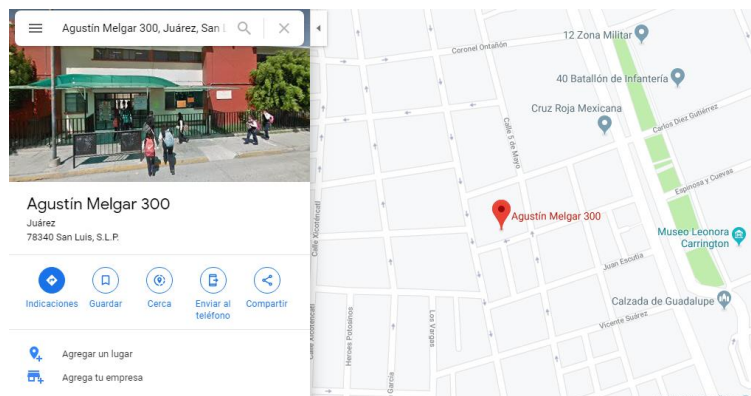 Agustín Melgar 300, Juárez, San L
Agustín Melgar 300
Juárez
78340 San Luis, S.L.P.
Indicaciones
Guardar
Cerca
Enviar al
teléfono
Compartir
Agregar un lugar
Agrega tu empresa
12 Zona Militar
Coronel Ontañón
40 Batallón de Infantería
Cruz Roja Mexicana
Carlos Diez Gutiérrez
Calle 5 de Mayo
Espinosa y Cuevas
Calle Xicoténcatl
Agustín Melgar 300
Museo Leonora
Carrington
Juan Escutia
Calzada de Guadalupe
Vicente Suárez
Calle Xicoténcatl
Heroes Potosinos
Los Vargas
García